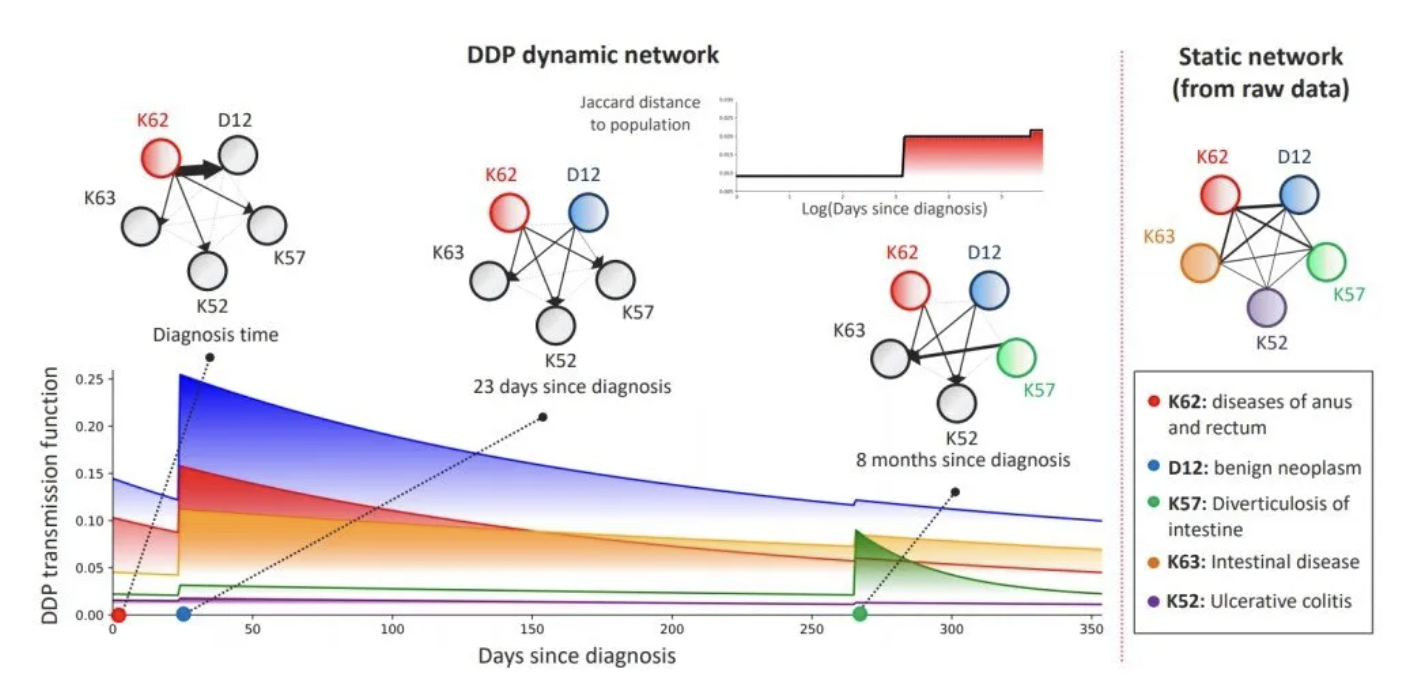 DDP dynamic network
Static network
(from raw data)
Jaccard distance
to population
0.005
Log(Days since diagnosis)
K62
D12
K63
K57
K52
Diagnosis time
K62
D12
K63
K57
K52
23 days since diagnosis
K62
D12
K63
K57
K52
8 months since diagnosis
K62
D12
K63
K57
K52
DDP transmission function
0.25
0.20
0.15
0.10
0.05
0.00
0
50
100
150
200
250
300
350
Days since diagnosis
K62: diseases of anus
and rectum
D12: benign neoplasm
K57: Diverticulosis of
intestine
K63: Intestinal disease
K52: Ulcerative colitis